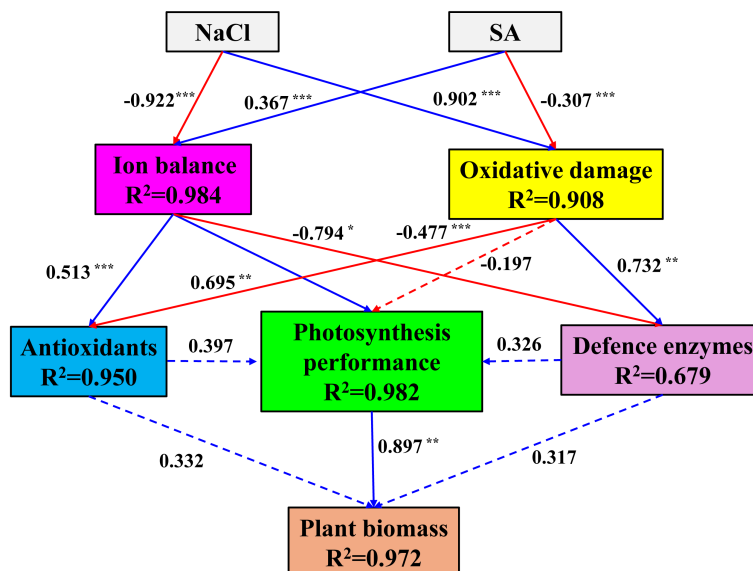 NaCl
SA
-0.922***
0.367***
0.902***
-0.307***
Ion balance
R²=0.984
Oxidative damage
R²=0.908
0.513***
0.695**
-0.794*
-0.477***
-0.197
0.732**
Antioxidants
R²=0.950
0.397
Photosynthesis
performance
R²=0.982
0.326
Defence enzymes
R²=0.679
0.332
0.897**
0.317
Plant biomass
R²=0.972